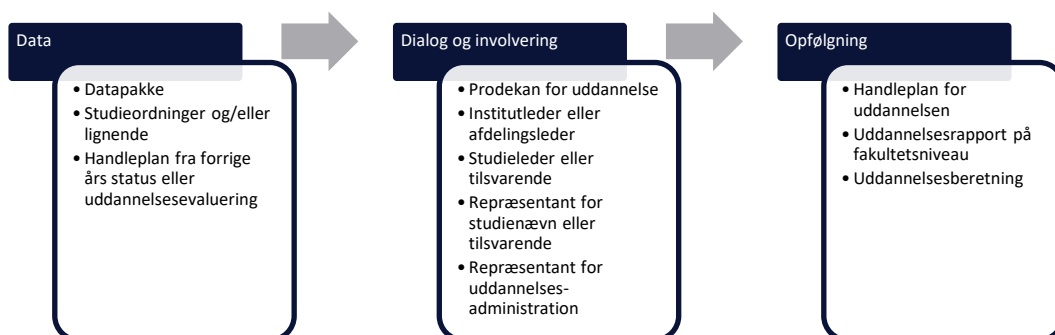 Data
• Datapakke
• Studieordninger og/eller
lignende
• Handleplan fra forrige
års status eller
uddannelsesevaluering
Dialog og involvering
• Prodekan for uddannelse
• Institutleder eller
afdelingsleder
• Studieleder eller
tilsvarende
• Repræsentant for
studienævn eller
tilsvarende
• Repræsentant for
uddannelses-
administration
Opfølgning
• Handleplan for
uddannelsen
• Uddannelsesrapport på
fakultetsniveau
• Uddannelsesberetning